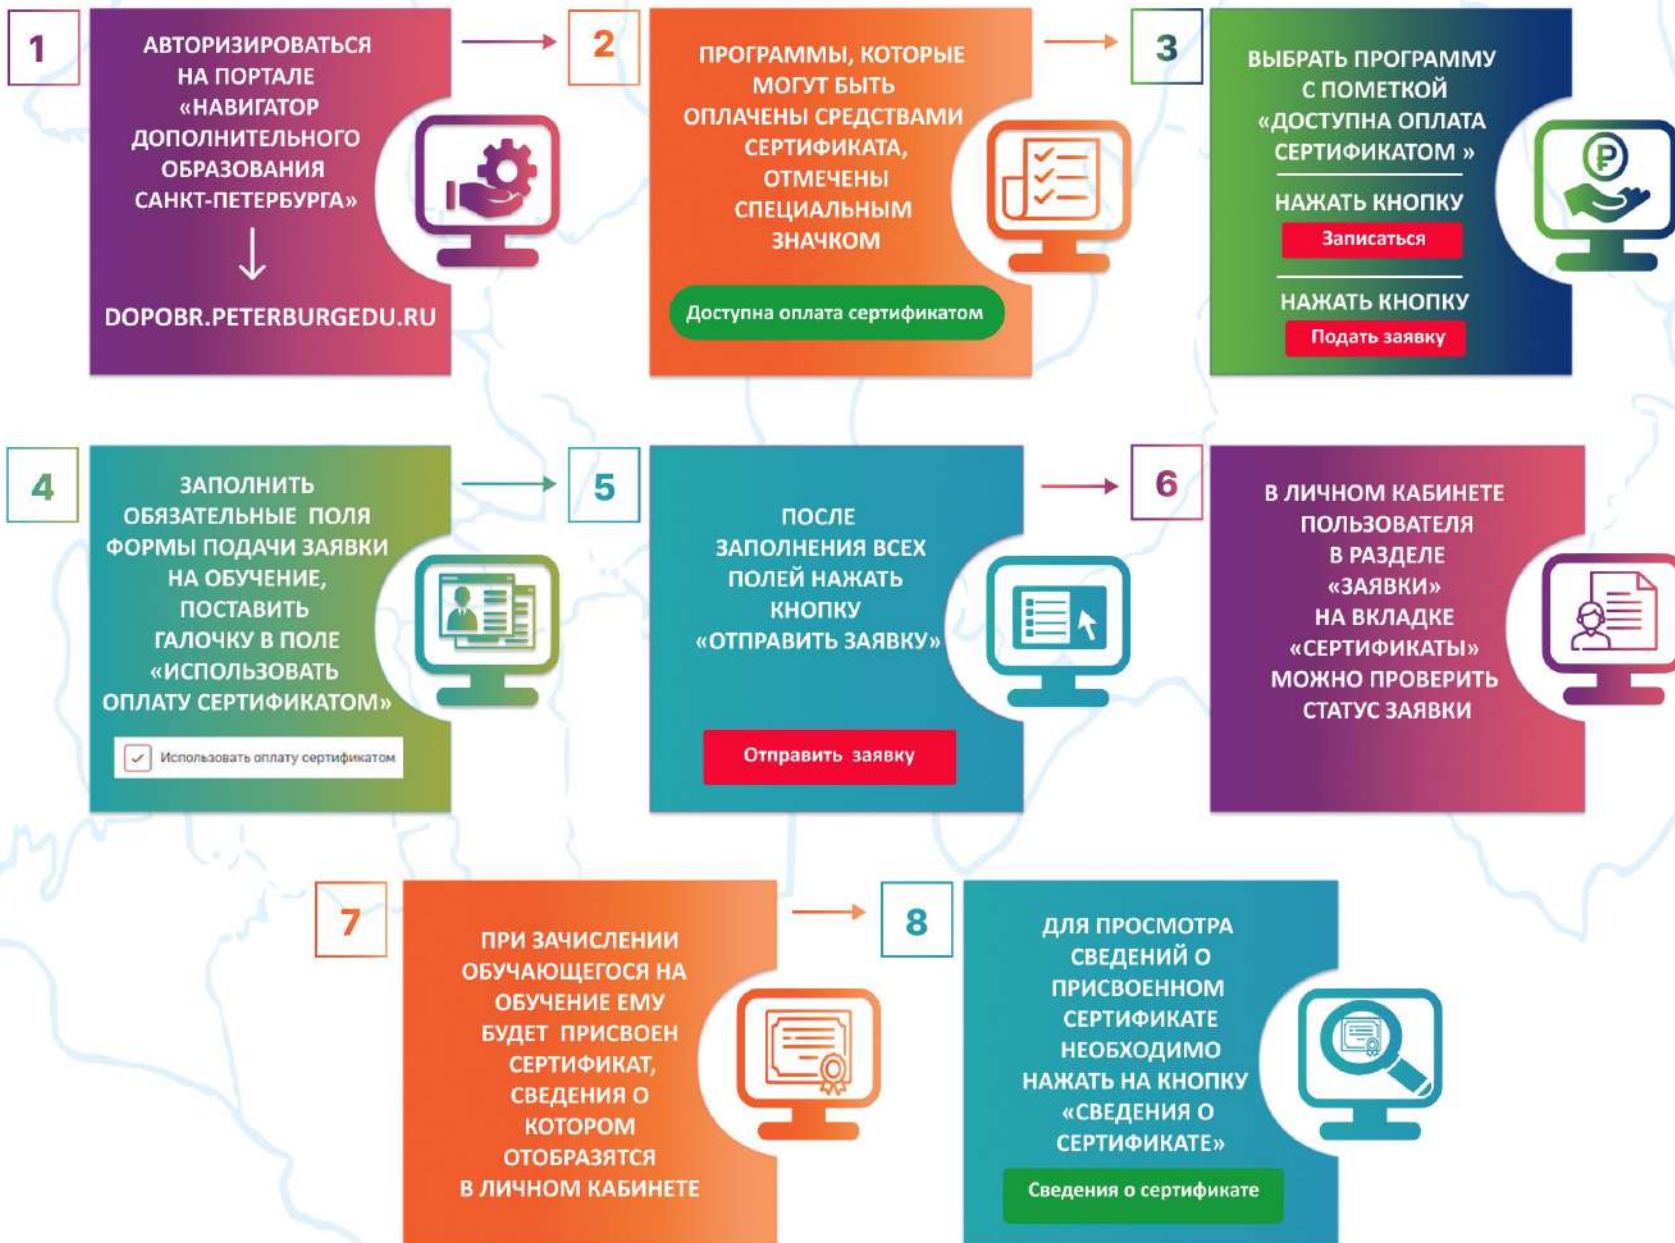 1
АВТОРИЗИРОВАТЬСЯ
НА ПОРТАЛЕ
«НАВИГАТОР
ДОПОЛНИТЕЛЬНОГО
ОБРАЗОВАНИЯ
САНКТ-ПЕТЕРБУРГА»
DOPOBR.PETERBURGEDU.RU
2
ПРОГРАММЫ, КОТОРЫЕ
МОГУТ БЫТЬ
ОПЛАЧЕНЫ СРЕДСТВАМИ
СЕРТИФИКАТА,
ОТМЕЧЕНЫ
СПЕЦИАЛЬНЫМ
ЗНАЧКОМ
Доступна оплата сертификатом
3
ВЫБРАТЬ ПРОГРАММУ
С ПОМЕТКОЙ
«ДОСТУПНА ОПЛАТА
СЕРТИФИКАТОМ »
НАЖАТЬ КНОПКУ
Записаться
НАЖАТЬ КНОПКУ
Подать заявку
4
ЗАПОЛНИТЬ
ОБЯЗАТЕЛЬНЫЕ ПОЛЯ
ФОРМЫ ПОДАЧИ ЗАЯВКИ
НА ОБУЧЕНИЕ,
ПОСТАВИТЬ
ГАЛОЧКУ В ПОЛЕ
«ИСПОЛЬЗОВАТЬ
ОПЛАТУ СЕРТИФИКАТОМ»
Использовать оплату сертификатом
5
ПОСЛЕ
ЗАПОЛНЕНИЯ ВСЕХ
ПОЛЕЙ НАЖАТЬ
КНОПКУ
«ОТПРАВИТЬ ЗАЯВКУ»
Отправить заявку
6
В ЛИЧНОМ КАБИНЕТЕ
ПОЛЬЗОВАТЕЛЯ
В РАЗДЕЛЕ
«ЗАЯВКИ»
НА ВКЛАДКЕ
«СЕРТИФИКАТЫ»
МОЖНО ПРОВЕРИТЬ
СТАТУС ЗАЯВКИ
7
ПРИ ЗАЧИСЛЕНИИ
ОБУЧАЮЩЕГОСЯ НА
ОБУЧЕНИЕ ЕМУ
БУДЕТ ПРИСВОЕН
СЕРТИФИКАТ,
СВЕДЕНИЯ О
КОТОРОМ
ОТОБРАЗЯТСЯ
В ЛИЧНОМ КАБИНЕТЕ
8
ДЛЯ ПРОСМОТРА
СВЕДЕНИЙ О
ПРИСВОЕННОМ
СЕРТИФИКАТЕ
НЕОБХОДИМО
НАЖАТЬ НА КНОПКУ
«СВЕДЕНИЯ О
СЕРТИФИКАТЕ»
Сведения о сертификате